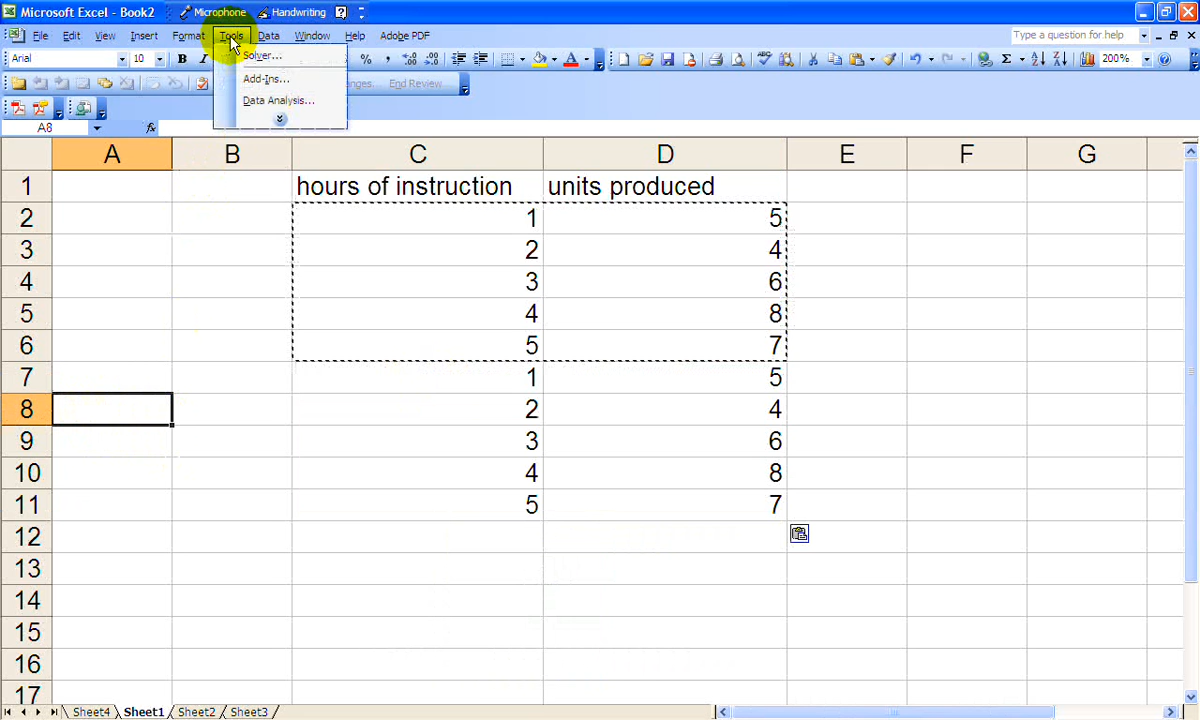 Microsoft Excel - Book2 Microphone Handwriting ?
File Edit View Insert Format Tools Data Window Help Adobe PDF Type a question for help
Arial 10 B I % , 200%
Solver...
Add-Ins...
Data Analysis...
anges... End Review
A8 fx
A B C D E F G
1 hours of instruction units produced
2 1 5
3 2 4
4 3 6
5 4 8
6 5 7
7 1 5
8 2 4
9 3 6
10 4 8
11 5 7
12
13
14
15
16
17
Sheet4 Sheet1 Sheet2 Sheet3